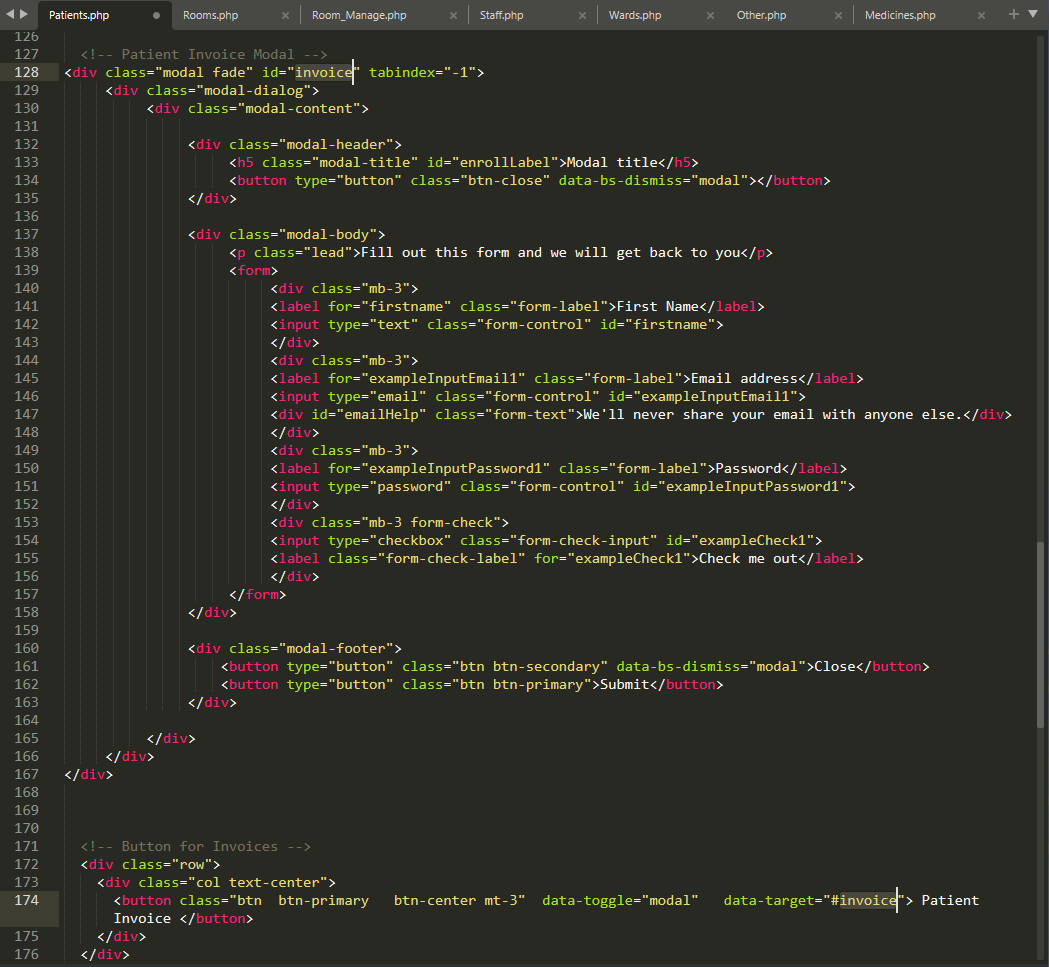 Patients.php Rooms.php × Room_Manage.php × Staff.php × Wards.php × Other.php × Medicines.php × +
126
127 <!-- Patient Invoice Modal -->
128 <div class="modal fade" id="invoice" tabindex="-1">
129 <div class="modal-dialog">
130 <div class="modal-content">
131
132 <div class="modal-header">
133 <h5 class="modal-title" id="enrollLabel">Modal title</h5>
134 <button type="button" class="btn-close" data-bs-dismiss="modal"></button>
135 </div>
136
137 <div class="modal-body">
138 <p class="lead">Fill out this form and we will get back to you</p>
139 <form>
140 <div class="mb-3">
141 <label for="firstname" class="form-label">First Name</label>
142 <input type="text" class="form-control" id="firstname">
143 </div>
144 <div class="mb-3">
145 <label for="exampleInputEmail1" class="form-label">Email address</label>
146 <input type="email" class="form-control" id="exampleInputEmail1">
147 <div id="emailHelp" class="form-text">We'll never share your email with anyone else.</div>
148 </div>
149 <div class="mb-3">
150 <label for="exampleInputPassword1" class="form-label">Password</label>
151 <input type="password" class="form-control" id="exampleInputPassword1">
152 </div>
153 <div class="mb-3 form-check">
154 <input type="checkbox" class="form-check-input" id="exampleCheck1">
155 <label class="form-check-label" for="exampleCheck1">Check me out</label>
156 </div>
157 </form>
158 </div>
159
160 <div class="modal-footer">
161 <button type="button" class="btn btn-secondary" data-bs-dismiss="modal">Close</button>
162 <button type="button" class="btn btn-primary">Submit</button>
163 </div>
164
165 </div>
166 </div>
167 </div>
168
169
170
171 <!-- Button for Invoices -->
172 <div class="row">
173 <div class="col text-center">
174 <button class="btn  btn-primary   btn-center mt-3"  data-toggle="modal"   data-target="#invoice"> Patient
Invoice </button>
175 </div>
176 </div>